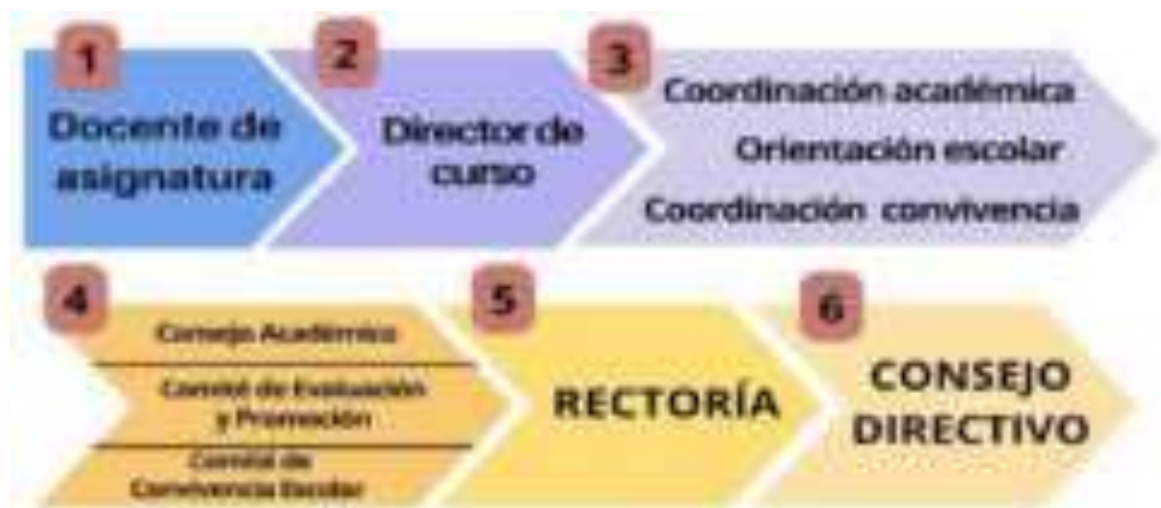 1
Docente de
asignatura
2
Director de
curso
3
Coordinación académica
Orientación escolar
Coordinación convivencia
4
Consejo Académico
Comité de Evaluación
y Promoción
Comité de
Convivencia Escolar
5
RECTORÍA
6
CONSEJO
DIRECTIVO